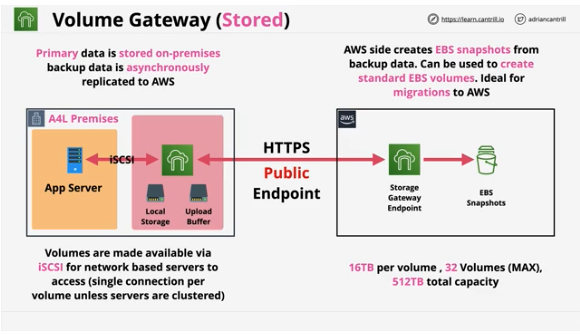 Volume Gateway (Stored)
https://learn.cantrill.io
adriancantrill
Primary data is stored on-premises
backup data is asynchronously
replicated to AWS
AWS side creates EBS snapshots from
backup data. Can be used to create
standard EBS volumes. Ideal for
migrations to AWS
A4L Premises
aws
iSCSI
App Server
Local
Storage
Upload
Buffer
HTTPS
Public
Endpoint
Storage
Gateway
Endpoint
EBS
Snapshots
Volumes are made available via
iSCSI for network based servers to
access (single connection per
volume unless servers are clustered)
16TB per volume , 32 Volumes (MAX),
512TB total capacity